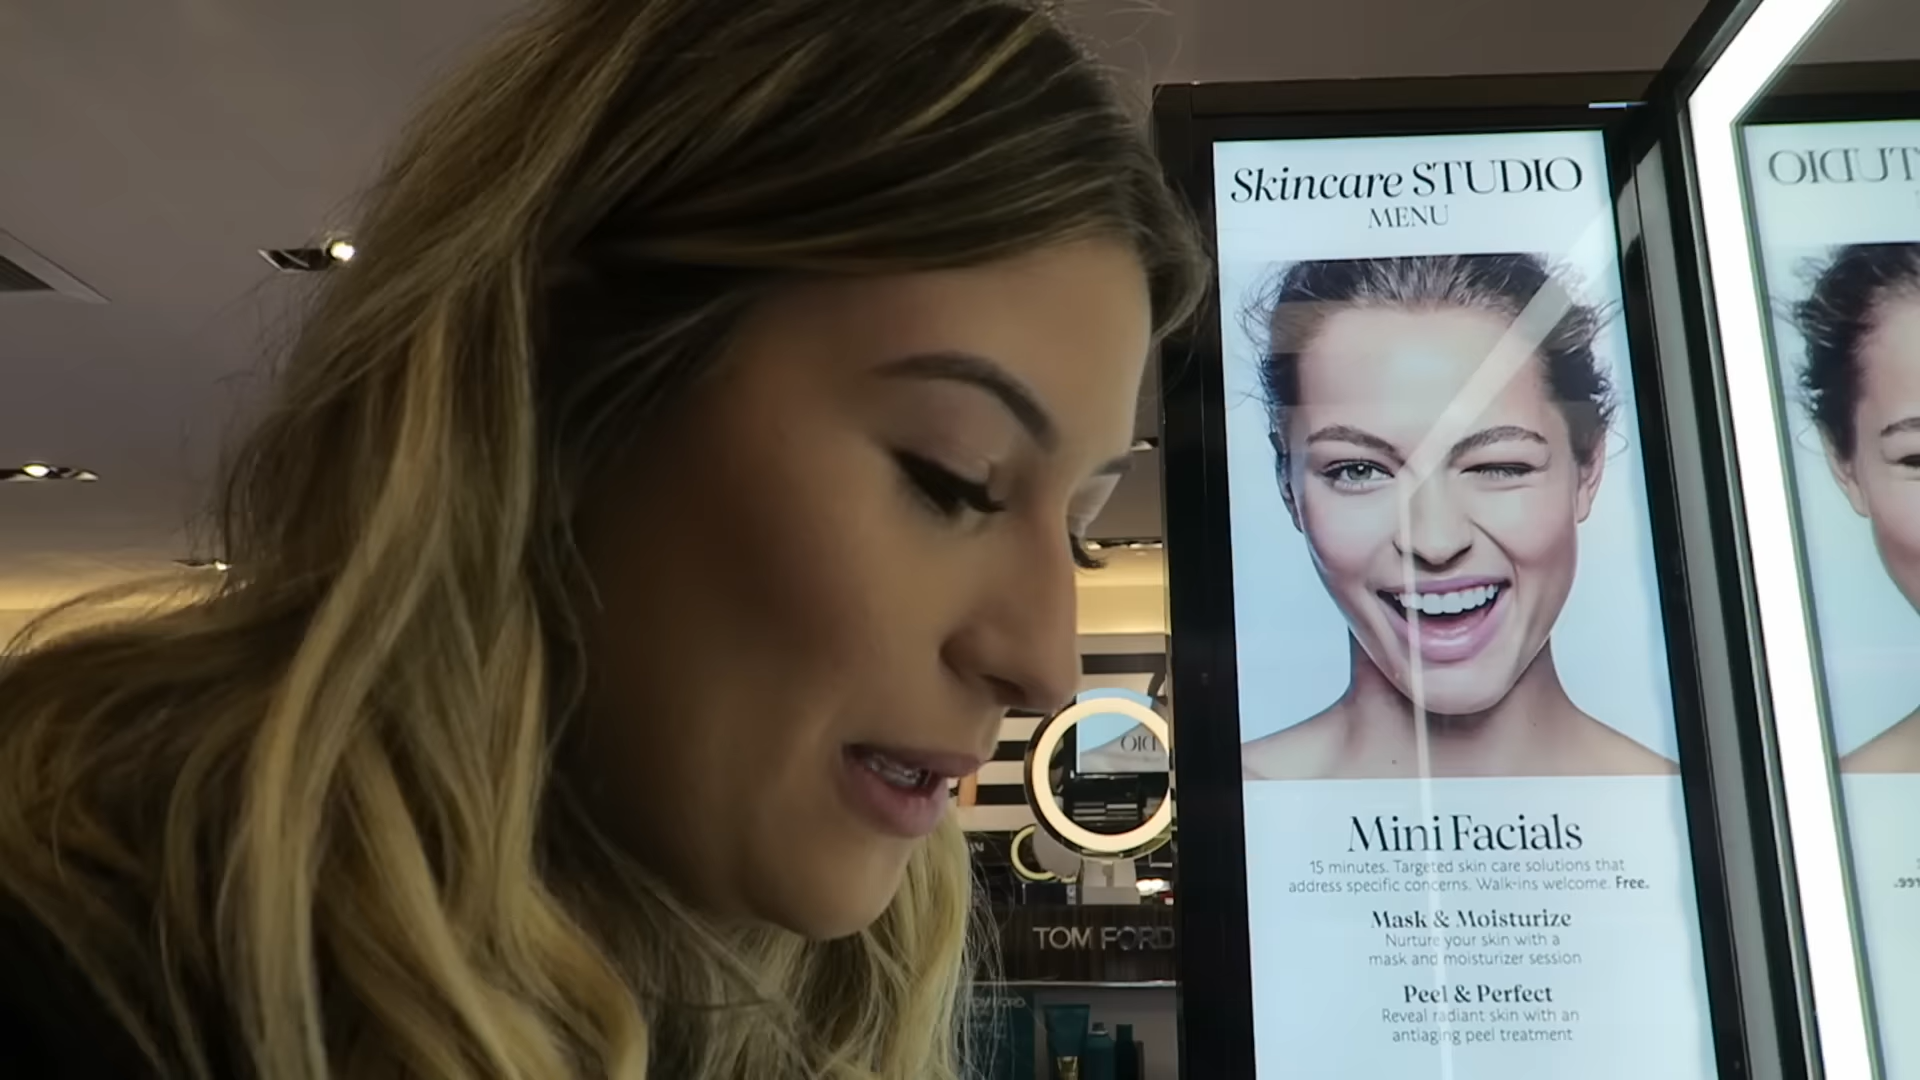 Skincare STUDIO
MENU
Mini Facials
15 minutes. Targeted skin care solutions that
address specific concerns. Walk-ins welcome. Free.
Mask & Moisturize
Nurture your skin with a
mask and moisturizer session
Peel & Perfect
Reveal radiant skin with an
antiaging peel treatment
TOM FORD
TOM FORD